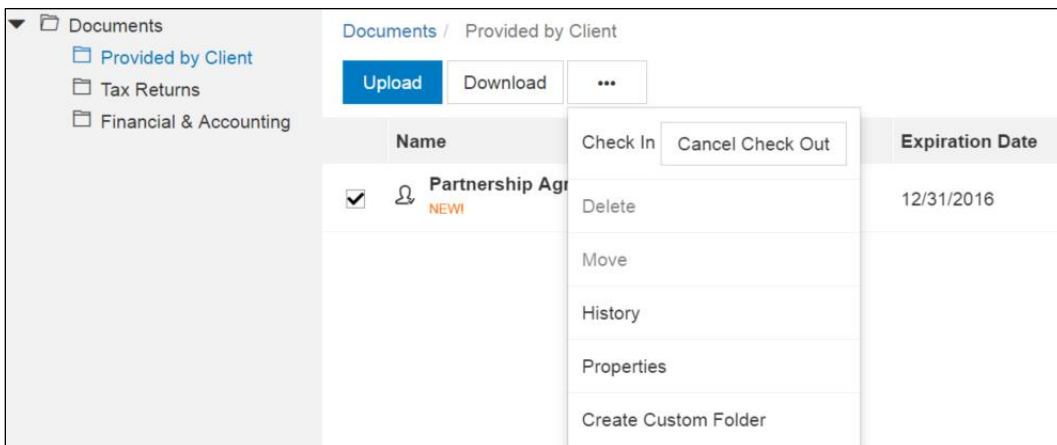 Documents
Provided by Client
Tax Returns
Financial & Accounting
Documents / Provided by Client
Upload Download •••
Name Expiration Date
Check In Cancel Check Out
Partnership Agr 12/31/2016
NEW!
Delete
Move
History
Properties
Create Custom Folder